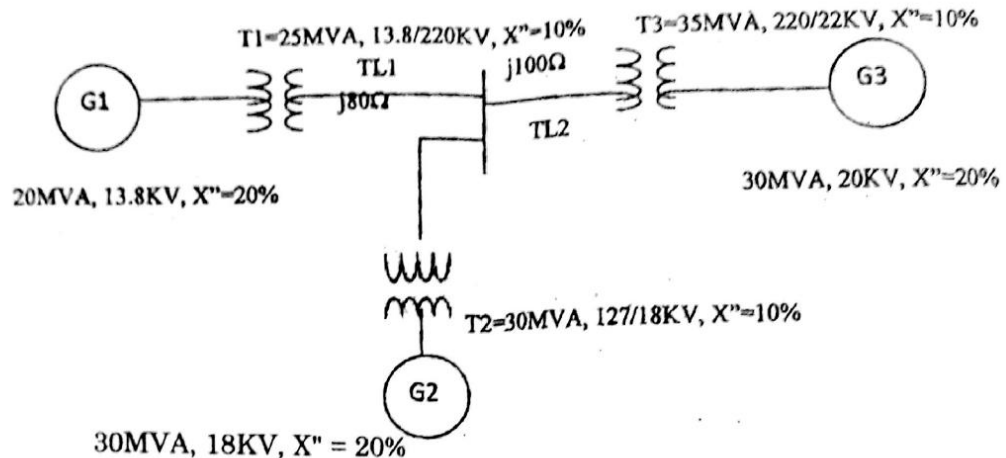 T1=25MVA, 13.8/220KV, X"=10%
T3=35MVA, 220/22KV, X"=10%
TL1
j100Ω
G1
j80Ω
G3
TL2
20MVA, 13.8KV, X"=20%
30MVA, 20KV, X"=20%
T2=30MVA, 127/18KV, X"=10%
G2
30MVA, 18KV, X" = 20%